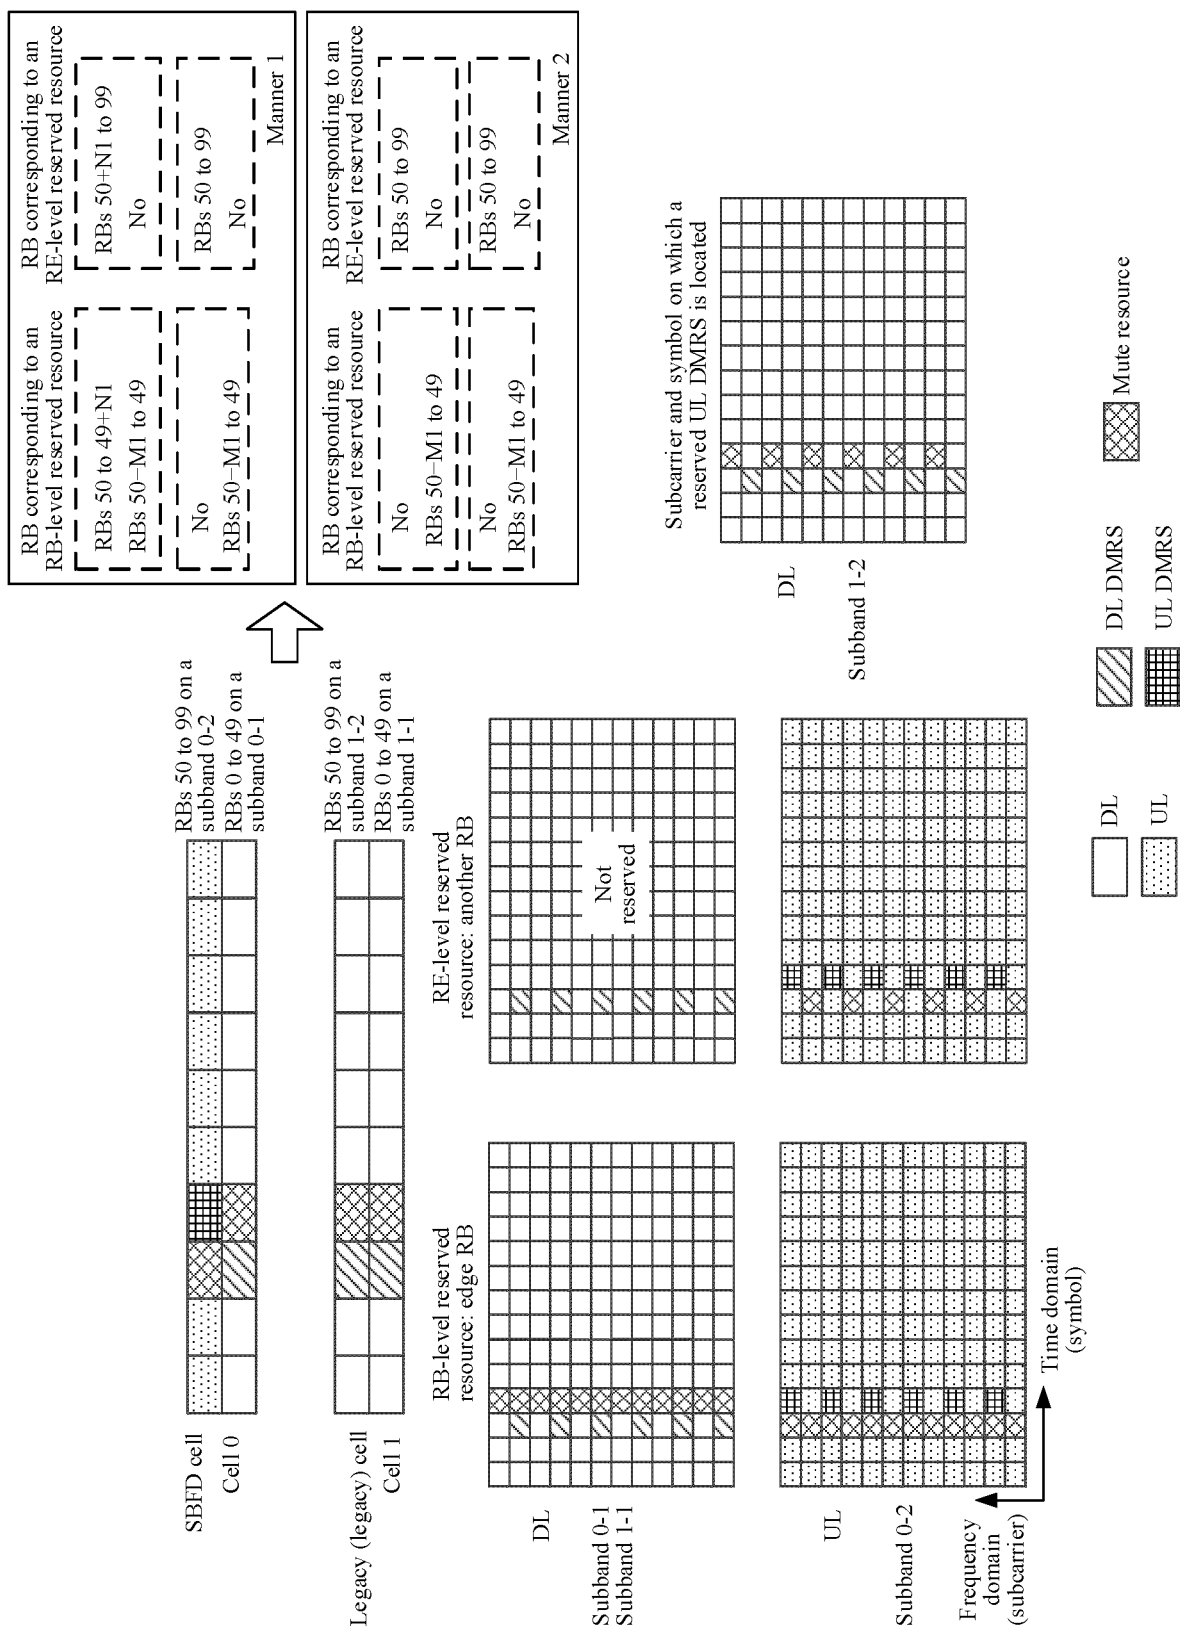 SBFD cell
Cell 0
RBs 50 to 99 on a
subband 0-2
RBs 0 to 49 on a
subband 0-1
Legacy (legacy) cell
Cell 1
RBs 50 to 99 on a
subband 1-2
RBs 0 to 49 on a
subband 1-1
RB corresponding to an
RB-level reserved resource
RB corresponding to an
RE-level reserved resource
RBs 50 to 49+N1
RBs 50−M1 to 49
RBs 50+N1 to 99
No
No
RBs 50−M1 to 49
RBs 50 to 99
No
Manner 1
RB corresponding to an
RB-level reserved resource
RB corresponding to an
RE-level reserved resource
No
RBs 50−M1 to 49
RBs 50 to 99
No
No
RBs 50−M1 to 49
RBs 50 to 99
No
Manner 2
RB-level reserved
resource: edge RB
RE-level reserved
resource: another RB
DL
Subband 0-1
Subband 1-1
Not
reserved
Subcarrier and symbol on which a
reserved UL DMRS is located
DL
Subband 1-2
UL
Subband 0-2
Frequency
domain
(subcarrier)
Time domain
(symbol)
DL
UL
DL DMRS
UL DMRS
Mute resource